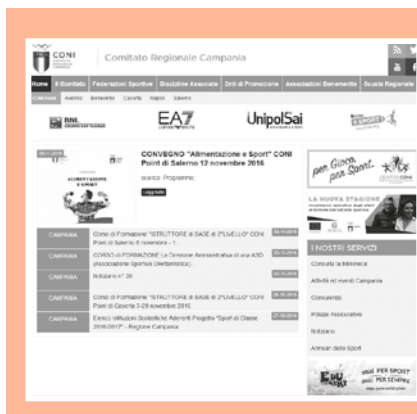 CONI
Comitato Regionale Campania
Home Il Comitato Federazioni Sportive Discipline Associate Enti di Promozione Associazioni Benemerite Scuola Regionale
Avellino Benevento Caserta Napoli Salerno
BNL
EA7
UnipolSai
CONVEGNO "Alimentazione e Sport" CONI
Point di Salerno 12 novembre 2016
scarica: Programma;
Leggi tutto
ALIMENTAZIONE
E SPORT
per Gioco,
per Sport.
LA NUOVA STAGIONE
I NOSTRI SERVIZI
Consulta la biblioteca
Attività ed eventi Campania
Consulenze
Polizze Assicurative
Notiziario
Annuari dello Sport
CAMPANIA Corso di Formazione "ISTRUTTORE di BASE di 2°LIVELLO" CONI
Point di Salerno 5 novembre - 1...
CAMPANIA CORSO di FORMAZIONE La Direzione Amministrativa di una ASD
(Associazione Sportiva Dilettantistica)...
CAMPANIA Notiziario n° 20
CAMPANIA Corso di Formazione "ISTRUTTORE di BASE di 2°LIVELLO" CONI
Point di Caserta 3-29 novembre 2016
CAMPANIA Elenco Istituzioni Scolastiche Aderenti Progetto "Sport di Classe
2016/2017" - Regione Campania
EDU
PER SPORT
PER SEMPRE